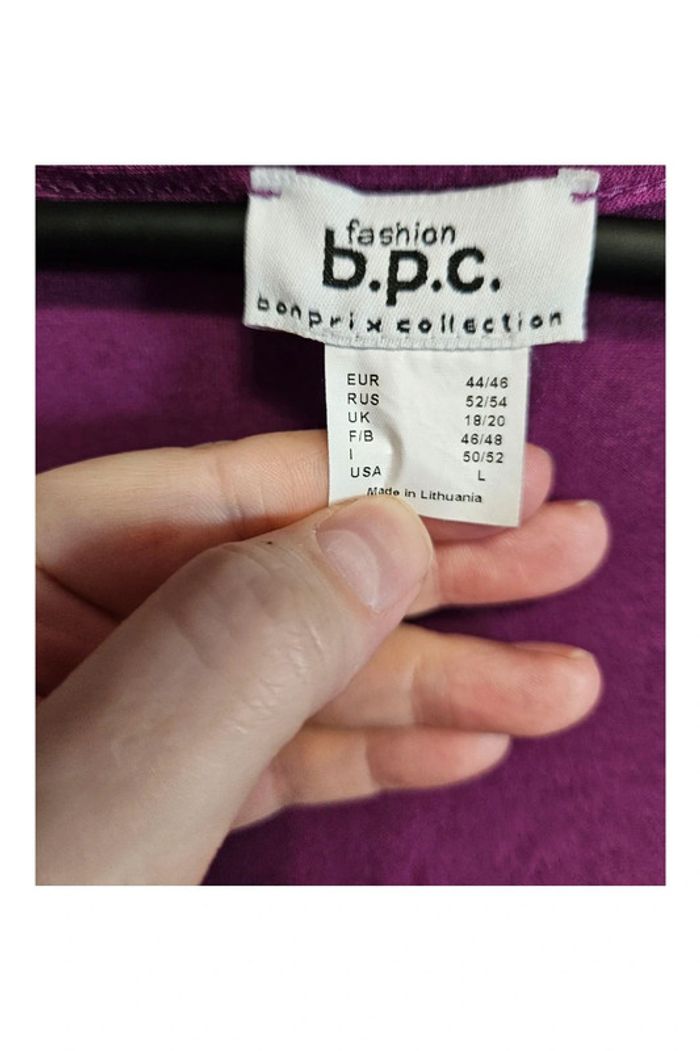 fashion
b.p.c.
bonprix collection
EUR 44/46
RUS 52/54
UK 18/20
F/B 46/48
I 50/52
USA L
Made in Lithuania